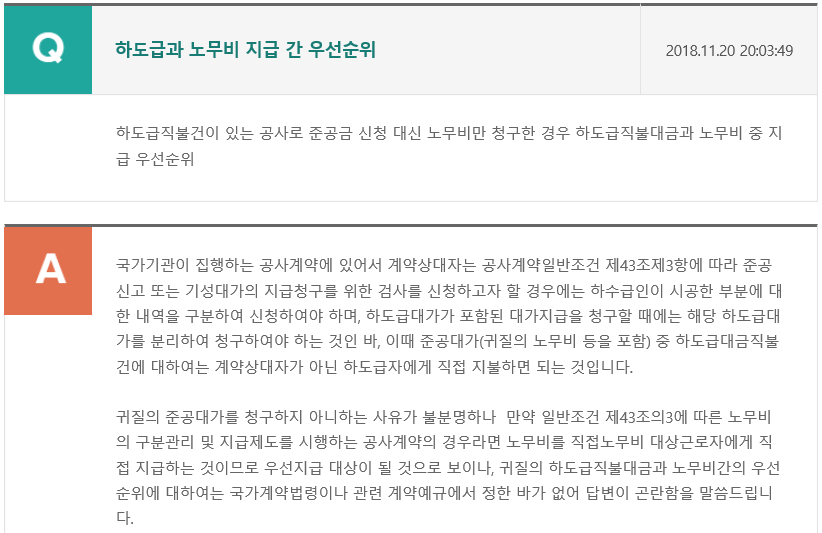 Q
하도급과 노무비 지급 간 우선순위
2018.11.20 20:03:49
하도급직불건이 있는 공사로 준공금 신청 대신 노무비만 청구한 경우 하도급직불대금과 노무비 중 지
급 우선순위
A
국가기관이 집행하는 공사계약에 있어서 계약상대자는 공사계약일반조건 제43조제3항에 따라 준공
신고 또는 기성대가의 지급청구를 위한 검사를 신청하고자 할 경우에는 하수급인이 시공한 부분에 대
한 내역을 구분하여 신청하여야 하며, 하도급대가가 포함된 대가지급을 청구할 때에는 해당 하도급대
가를 분리하여 청구하여야 하는 것인 바, 이때 준공대가(귀질의 노무비 등을 포함) 중 하도급대금직불
건에 대하여는 계약상대자가 아닌 하도급자에게 직접 지불하면 되는 것입니다.
귀질의 준공대가를 청구하지 아니하는 사유가 불분명하나  만약 일반조건 제43조의3에 따른 노무비
의 구분관리 및 지급제도를 시행하는 공사계약의 경우라면 노무비를 직접노무비 대상근로자에게 직
접 지급하는 것이므로 우선지급 대상이 될 것으로 보이나, 귀질의 하도급직불대금과 노무비간의 우선
순위에 대하여는 국가계약법령이나 관련 계약예규에서 정한 바가 없어 답변이 곤란함을 말씀드립니
다.